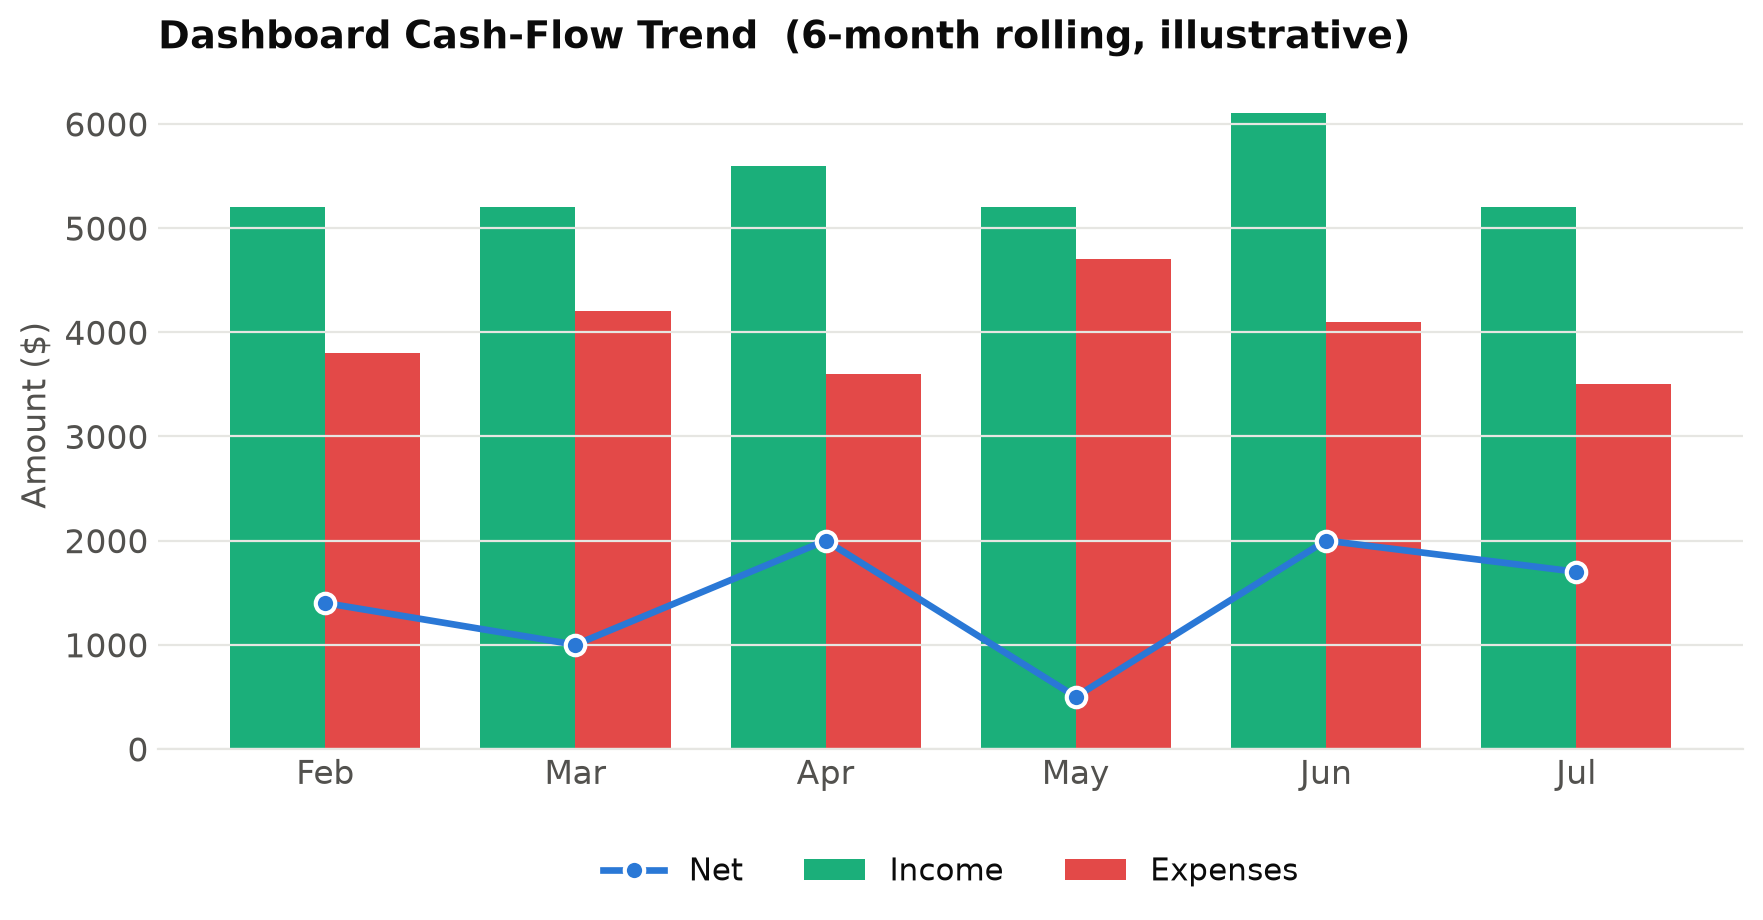 Dashboard Cash-Flow Trend  (6-month rolling, illustrative)
Amount ($)
6000
5000
4000
3000
2000
1000
0
Feb Mar Apr May Jun Jul
Net Income Expenses